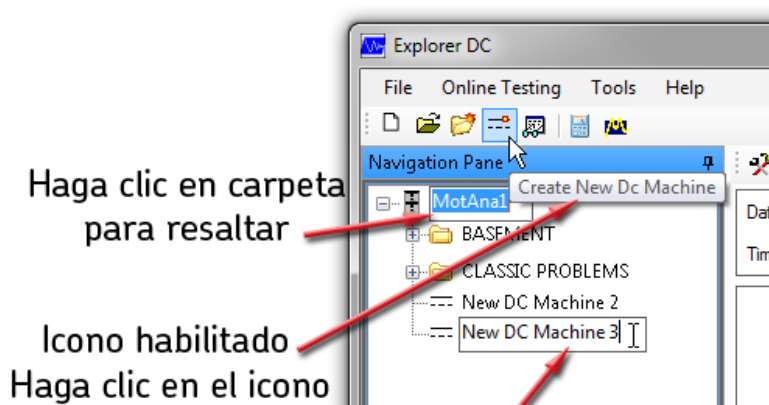 Explorer DC
File Online Testing Tools Help
Navigation Pane
Create New Dc Machine
Haga clic en carpeta
para resaltar
MotAna1
BASEMENT
CLASSIC PROBLEMS
New DC Machine 2
New DC Machine 3
Icono habilitado
Haga clic en el icono